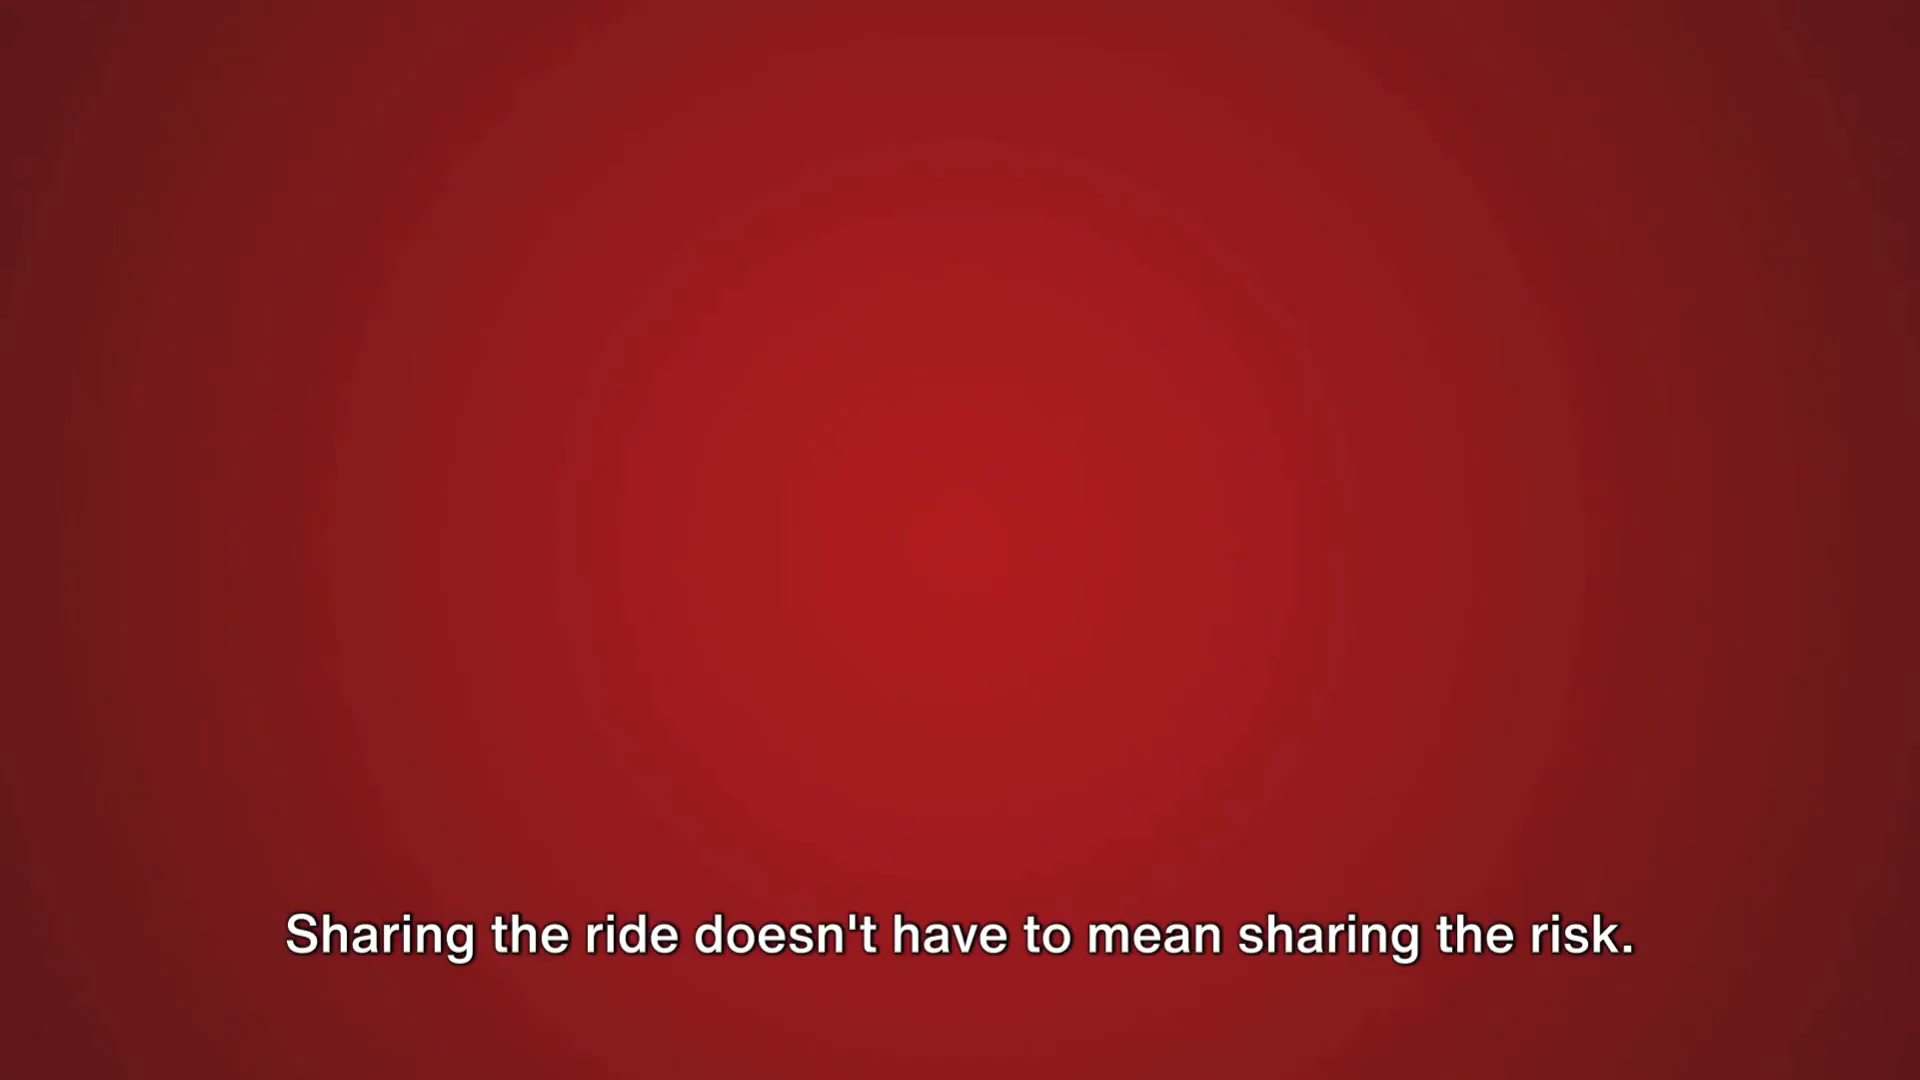 Sharing the ride doesn't have to mean sharing the risk.